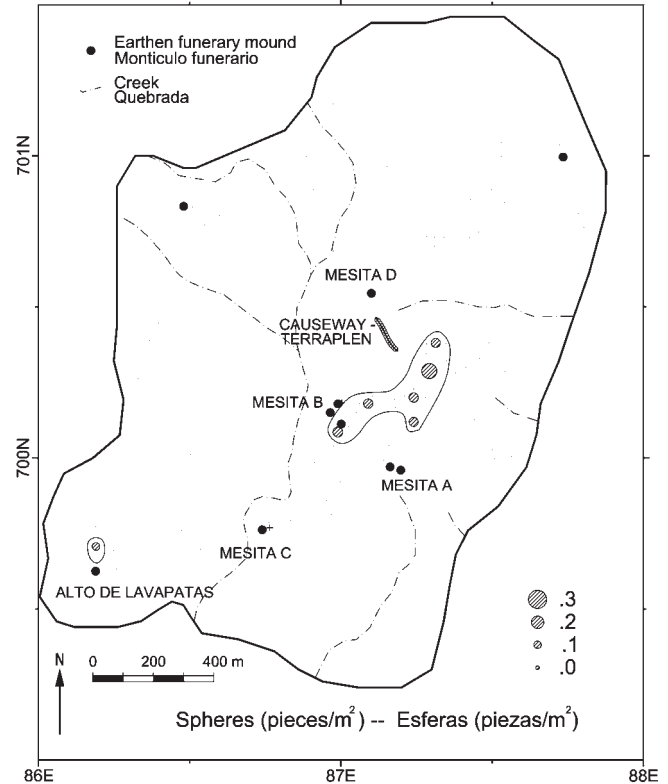 Earthen funerary mound
Monticulo funerario
Creek
Quebrada
701N
MESITA D
CAUSEWAY -
TERRAPLEN
MESITA B
700N
MESITA A
MESITA C
ALTO DE LAVAPATAS
.3
.2
.1
.0
N
0 200 400 m
Spheres (pieces/m²) -- Esferas (piezas/m²)
86E 87E 88E